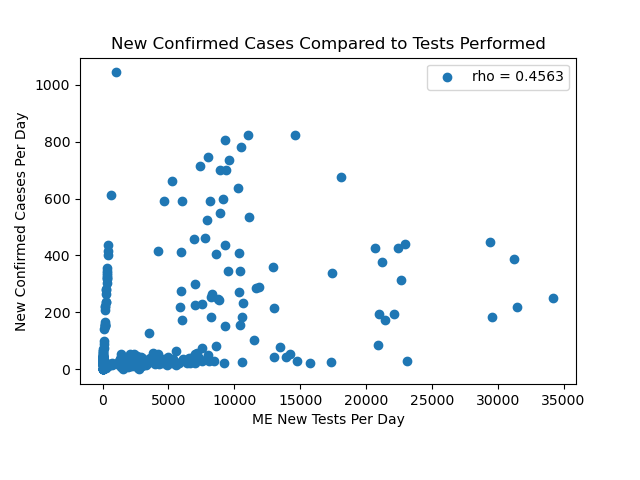 New Confirmed Cases Compared to Tests Performed
rho = 0.4563
New Confirmed Caeses Per Day
1000
800
600
400
200
0
0 5000 10000 15000 20000 25000 30000 35000
ME New Tests Per Day